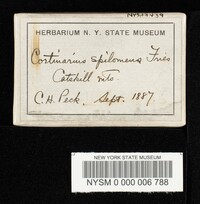 HERBARIUM N. Y. STATE MUSEUM
Cortinarius spilomeus Fries
Catskill Mts.
C. H. Peck. Sept. 1887
NEW YORK STATE MUSEUM
NYSM 0 000 006 788